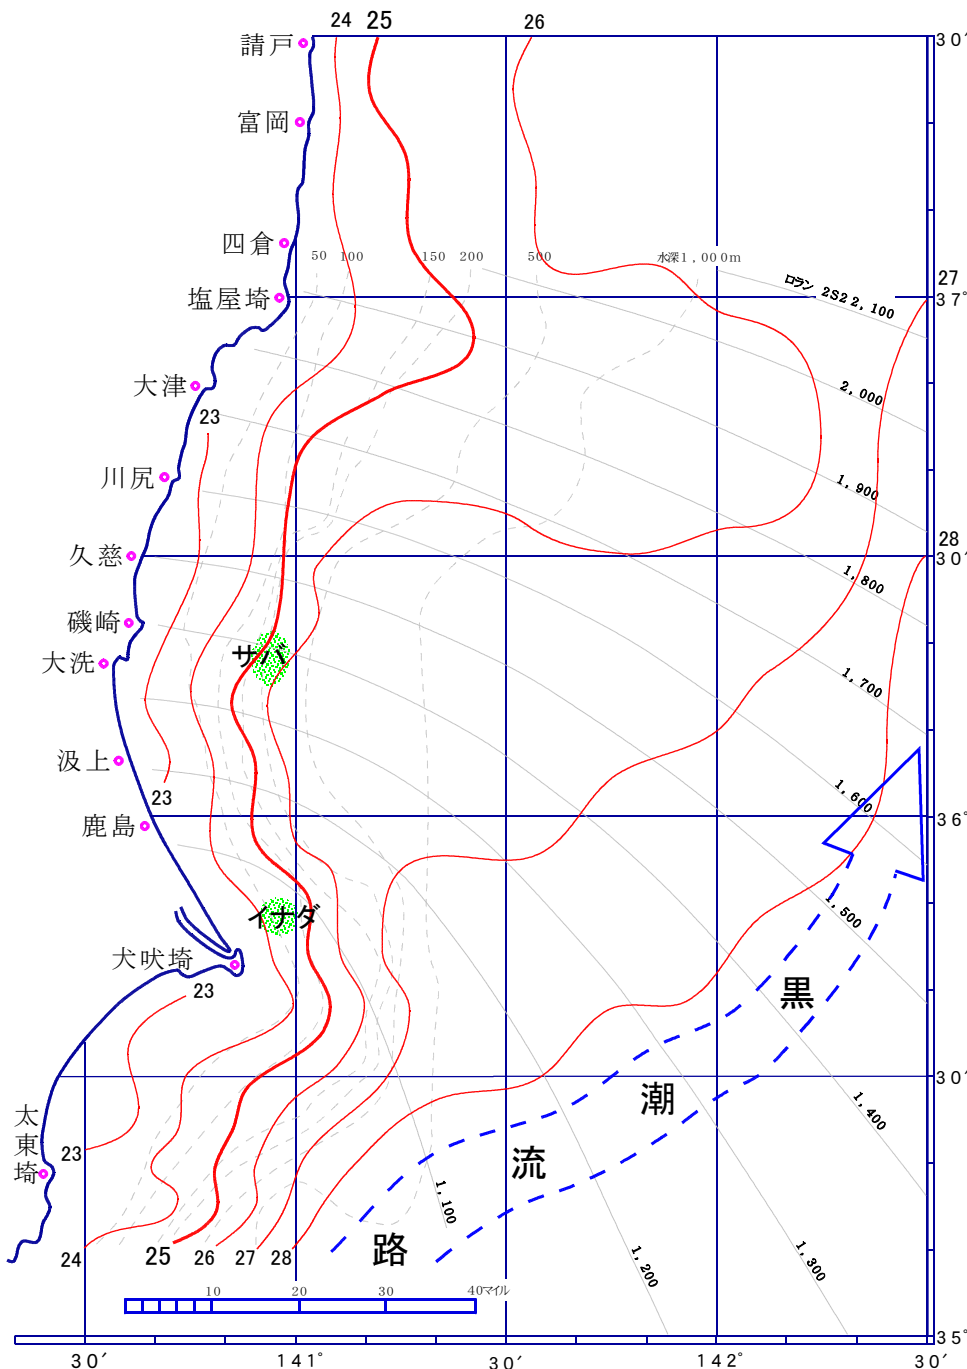 24 25 26
請戸 30′
富岡
四倉
50 100 150 200 500 水深1,000m
ロラン 2S2 2,100
27
塩屋埼 37°
大津
2,000
23
川尻
1,900
28
久慈 30′
1,800
磯崎
サバ
大洗
1,700
汲上
23
1,600
鹿島 36°
1,500
イナダ
犬吠埼
23
黒
30′
潮
1,400
太東埼
23
流
1,100
路
24 25 26 27 28
1,200
1,300
10 20 30 40マイル
35°
30′ 141° 30′ 142° 30′